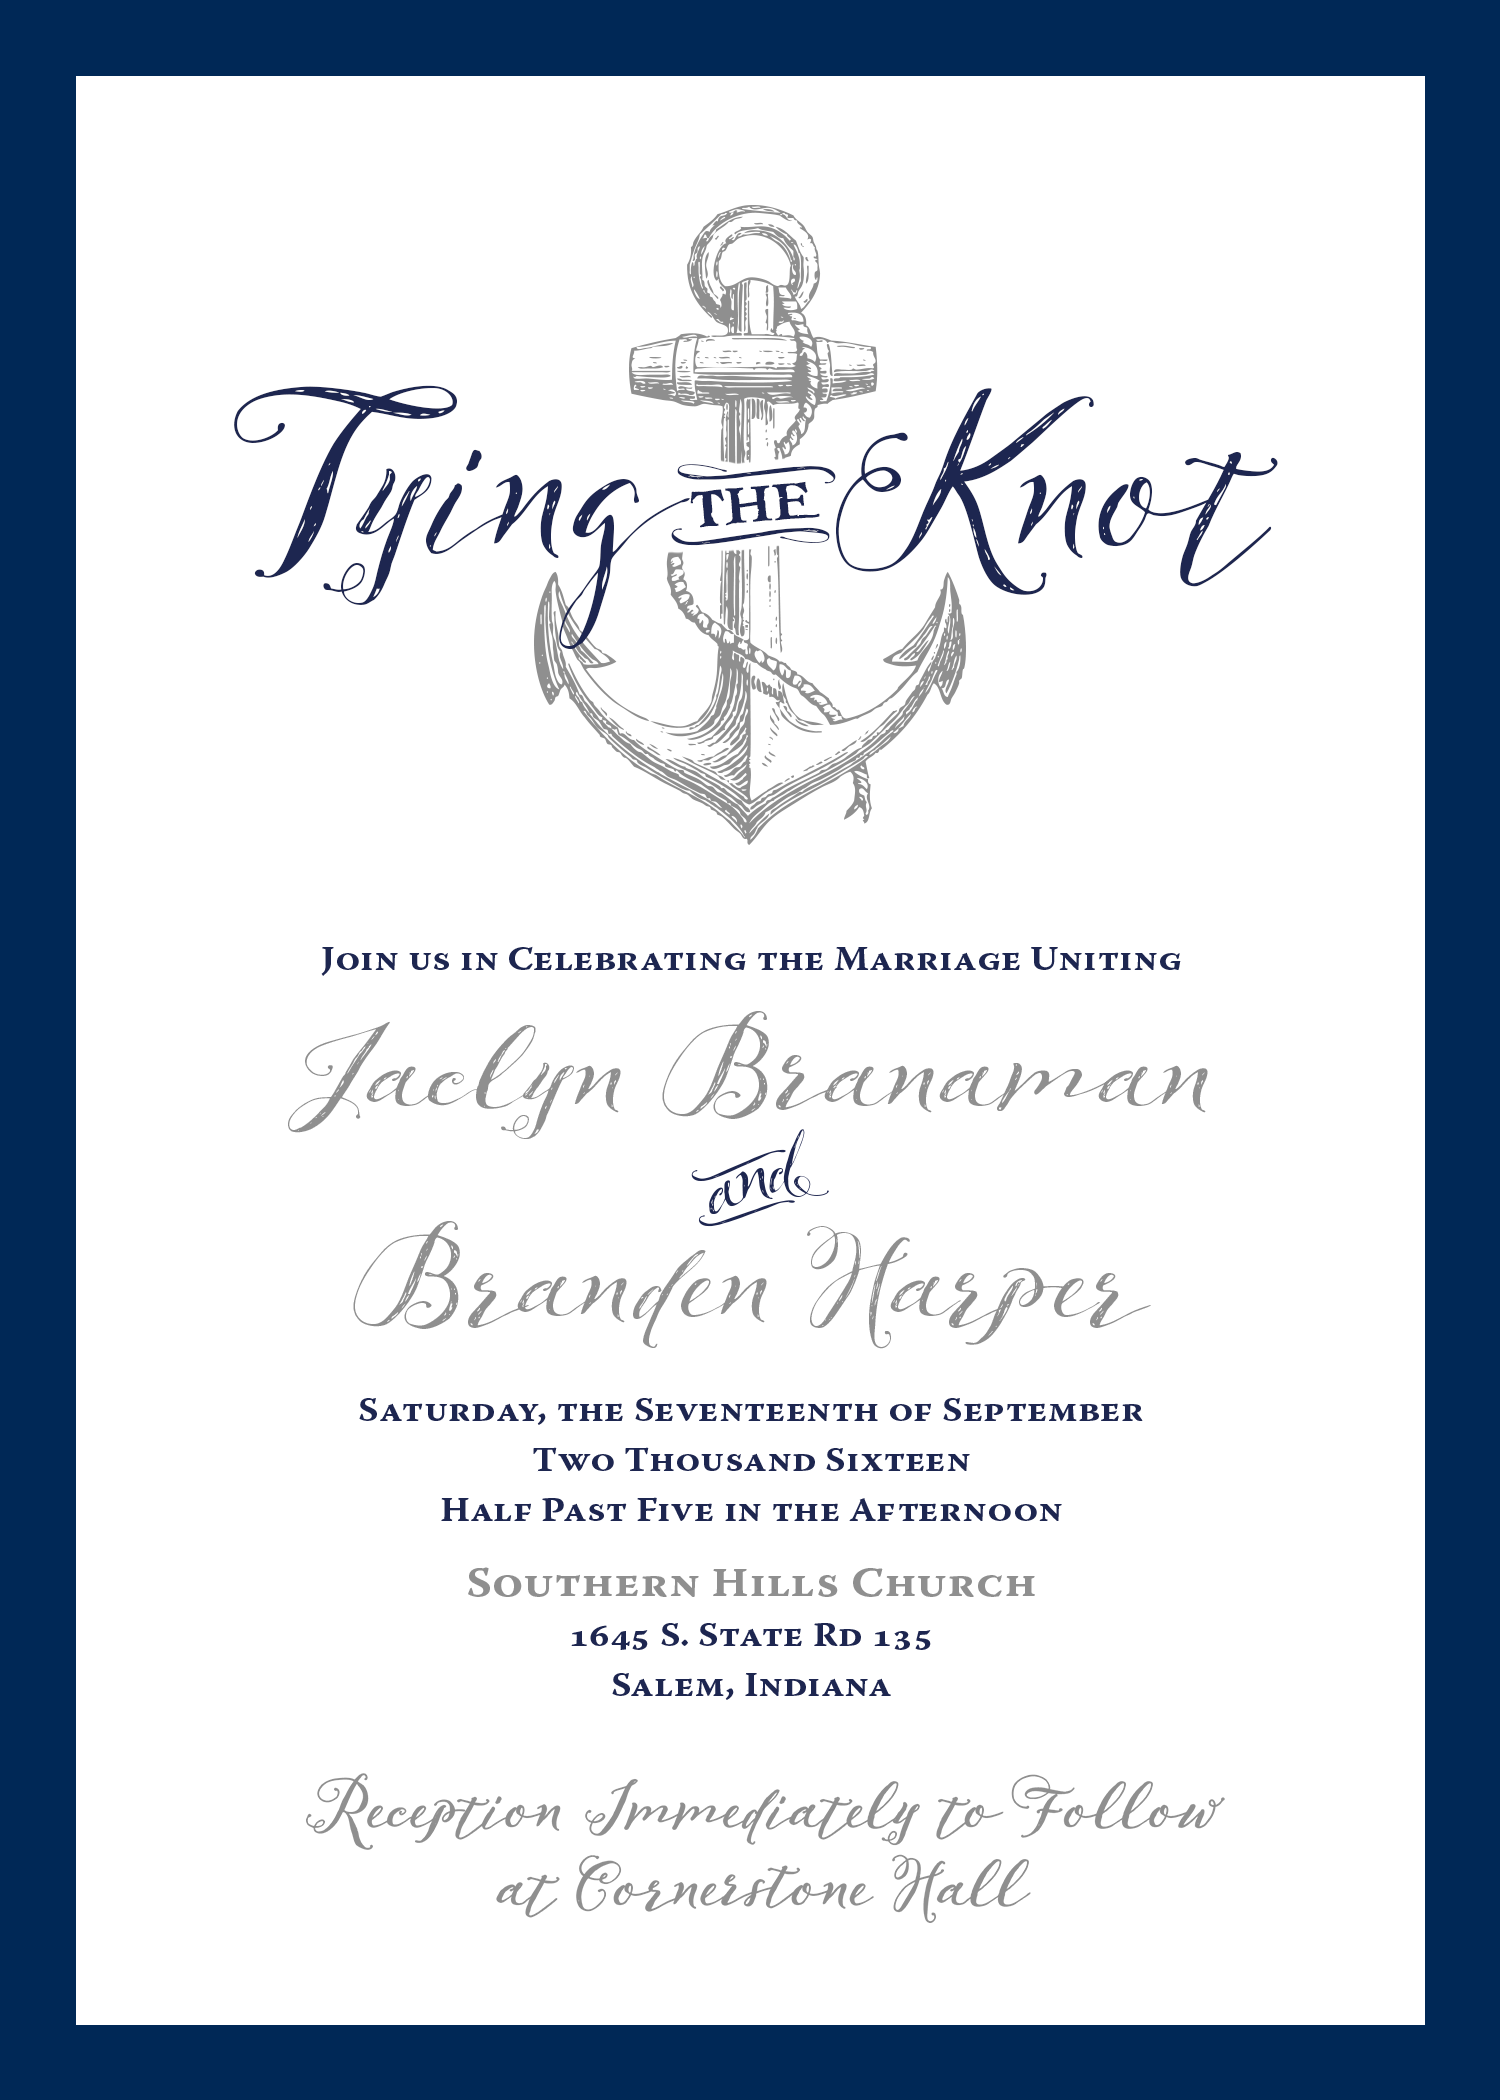 Tying THE Knot
Join us in Celebrating the Marriage Uniting
Jaclyn Branaman
and
Branden Harper
Saturday, the Seventeenth of September
Two Thousand Sixteen
Half Past Five in the Afternoon
Southern Hills Church
1645 S. State Rd 135
Salem, Indiana
Reception Immediately to Follow
at Cornerstone Hall